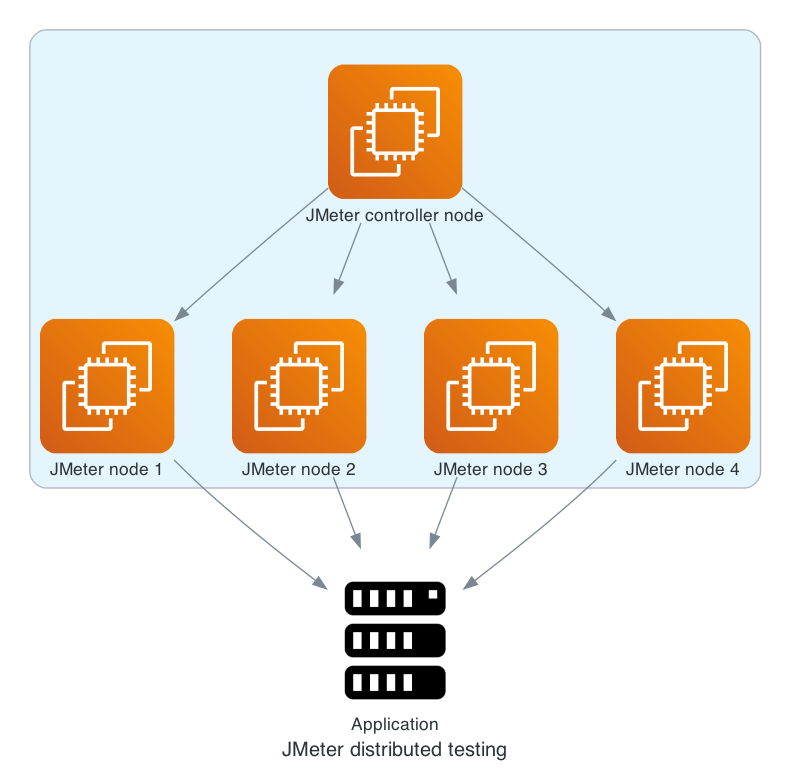 JMeter controller node
JMeter node 1
JMeter node 2
JMeter node 3
JMeter node 4
Application
JMeter distributed testing